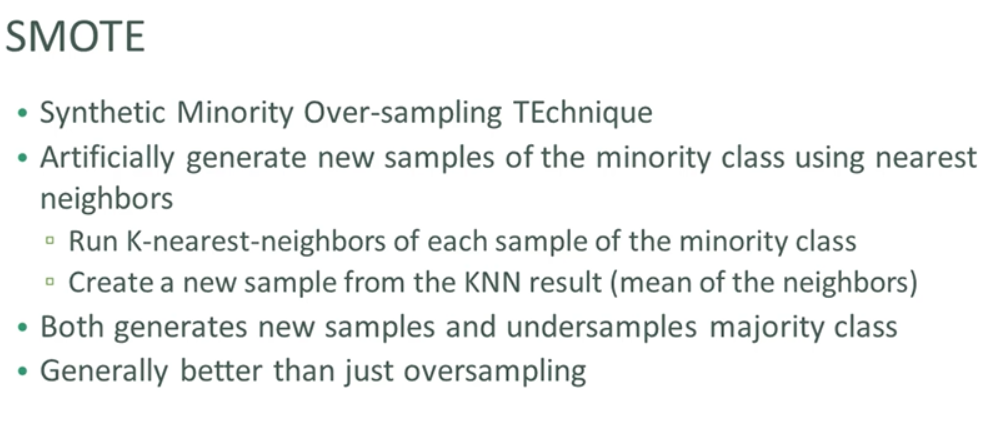 SMOTE
• Synthetic Minority Over-sampling TEchnique
• Artificially generate new samples of the minority class using nearest
neighbors
▫ Run K-nearest-neighbors of each sample of the minority class
▫ Create a new sample from the KNN result (mean of the neighbors)
• Both generates new samples and undersamples majority class
• Generally better than just oversampling